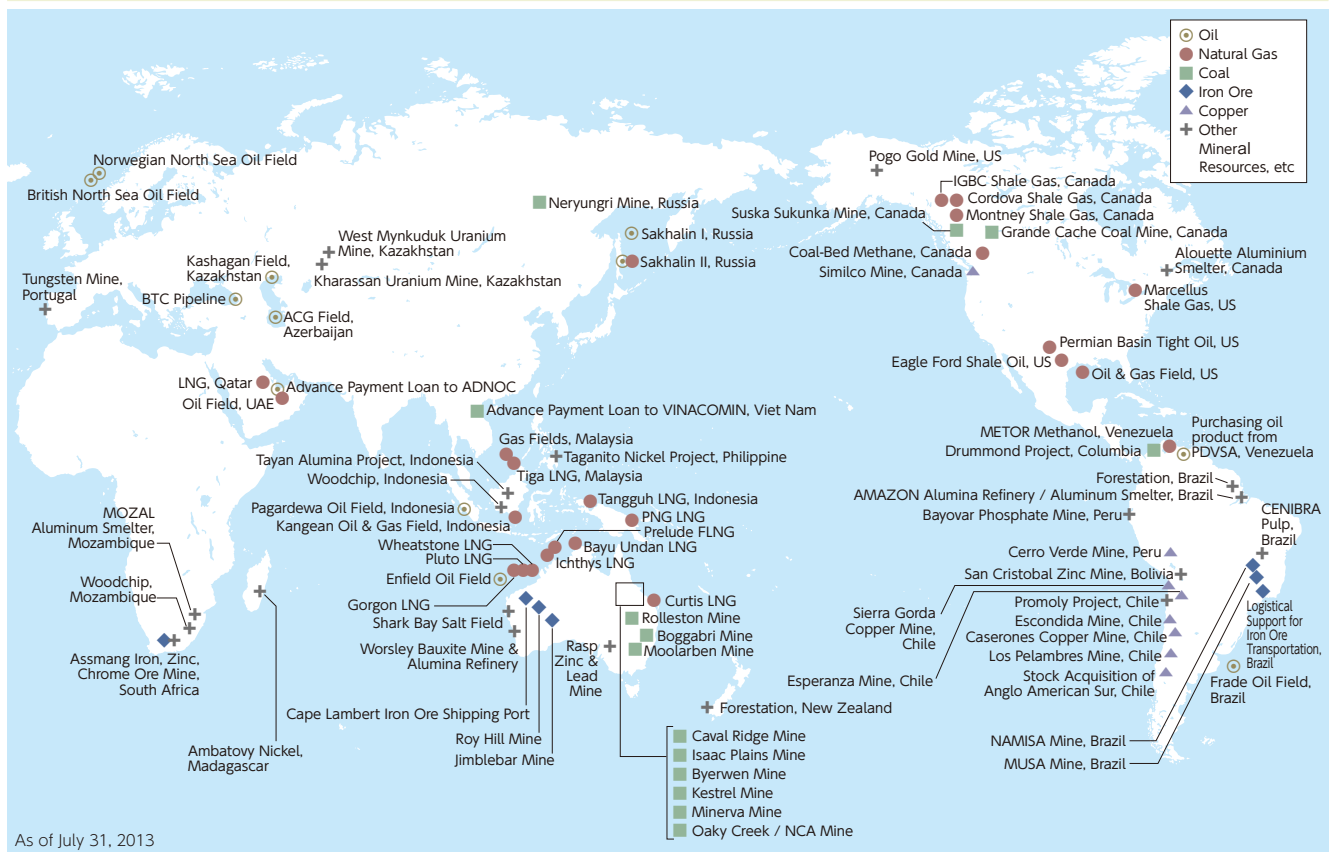 Oil
Natural Gas
Coal
Iron Ore
Copper
Other
Mineral
Resources, etc
Norwegian North Sea Oil Field
British North Sea Oil Field
Neryungri Mine, Russia
West Mynkuduk Uranium
Mine, Kazakhstan
Kharassan Uranium Mine, Kazakhstan
Kashagan Field,
Kazakhstan
Tungsten Mine,
Portugal
BTC Pipeline
ACG Field,
Azerbaijan
Sakhalin I, Russia
Sakhalin II, Russia
Pogo Gold Mine, US
IGBC Shale Gas, Canada
Cordova Shale Gas, Canada
Montney Shale Gas, Canada
Suska Sukunka Mine, Canada
Grande Cache Coal Mine, Canada
Coal-Bed Methane, Canada
Similco Mine, Canada
Alouette Aluminium
Smelter, Canada
Marcellus
Shale Gas, US
Permian Basin Tight Oil, US
Eagle Ford Shale Oil, US
Oil & Gas Field, US
LNG, Qatar
Advance Payment Loan to ADNOC
Oil Field, UAE
Advance Payment Loan to VINACOMIN, Viet Nam
Gas Fields, Malaysia
Tayan Alumina Project, Indonesia
Taganito Nickel Project, Philippine
Woodchip, Indonesia
Tiga LNG, Malaysia
Pagardewa Oil Field, Indonesia
Tangguh LNG, Indonesia
Kangean Oil & Gas Field, Indonesia
PNG LNG
Prelude FLNG
Wheatstone LNG
Bayu Undan LNG
Pluto LNG
Ichthys LNG
Enfield Oil Field
Gorgon LNG
Curtis LNG
Shark Bay Salt Field
Rolleston Mine
Boggabri Mine
Moolarben Mine
Worsley Bauxite Mine &
Alumina Refinery
Rasp
Zinc &
Lead
Mine
Cape Lambert Iron Ore Shipping Port
Roy Hill Mine
Jimblebar Mine
Forestation, New Zealand
Caval Ridge Mine
Isaac Plains Mine
Byerwen Mine
Kestrel Mine
Minerva Mine
Oaky Creek / NCA Mine
MOZAL
Aluminum Smelter,
Mozambique
Woodchip,
Mozambique
Assmang Iron, Zinc,
Chrome Ore Mine,
South Africa
Ambatovy Nickel,
Madagascar
METOR Methanol, Venezuela
Drummond Project, Columbia
Purchasing oil
product from
PDVSA, Venezuela
Forestation, Brazil
AMAZON Alumina Refinery / Aluminum Smelter, Brazil
Bayovar Phosphate Mine, Peru
CENIBRA
Pulp,
Brazil
Cerro Verde Mine, Peru
San Cristobal Zinc Mine, Bolivia
Sierra Gorda
Copper Mine,
Chile
Promoly Project, Chile
Escondida Mine, Chile
Caserones Copper Mine, Chile
Los Pelambres Mine, Chile
Esperanza Mine, Chile
Stock Acquisition of
Anglo American Sur, Chile
Logistical
Support for
Iron Ore
Transportation,
Brazil
Frade Oil Field,
Brazil
NAMISA Mine, Brazil
MUSA Mine, Brazil
As of July 31, 2013